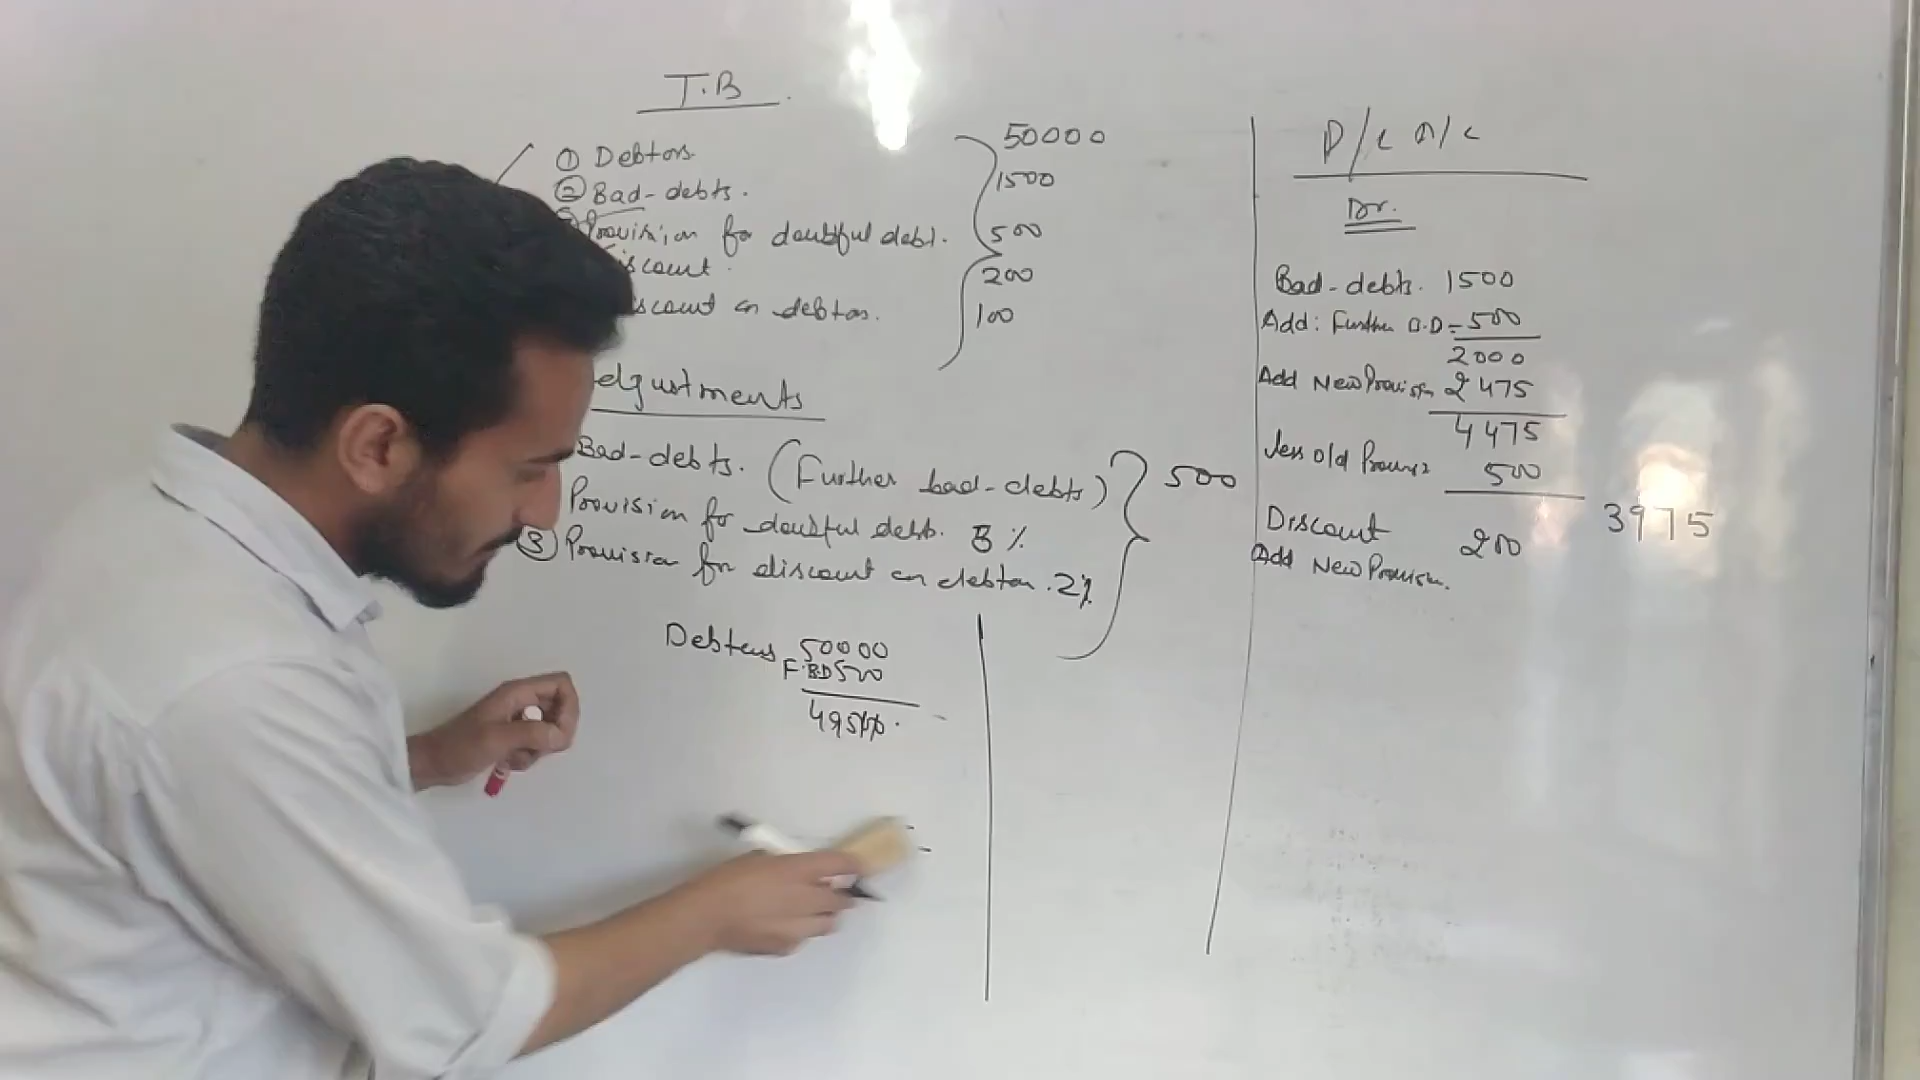 T.B
① Debtors 50000
② Bad-debts. 1500
Provision for doubtful debt. 500
iscount. 200
scount on debtors. 100
djustments
Bad-debts. (Further bad-debts) 500
Provision for doubtful debt. 5%
③ Provision for discount on debtors. 2%
Debtors 50000
F.BD 500
49500.
P/L A/C
Dr.
Bad-debts. 1500
Add: Further B.D = 500
2000
Add New Provision 2475
4475
less old Provision 500
3975
Discount 200
Add New Provision.